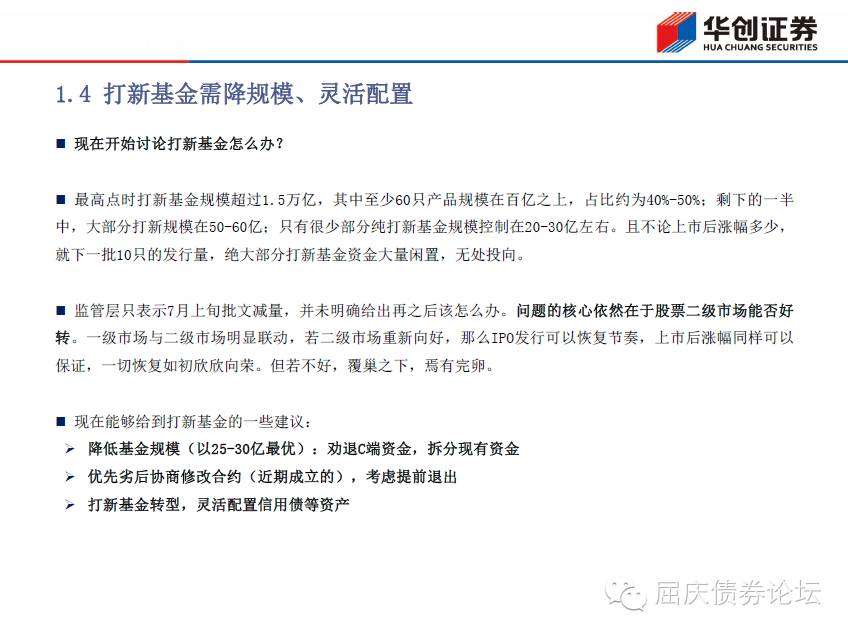 华创证券
HUA CHUANG SECURITIES
1.4 打新基金需降规模、灵活配置
■ 现在开始讨论打新基金怎么办？
■ 最高点时打新基金规模超过1.5万亿，其中至少60只产品规模在百亿之上，占比约为40%-50%；剩下的一半
中，大部分打新规模在50-60亿；只有很少部分纯打新基金规模控制在20-30亿左右。且不论上市后涨幅多少，
就下一批10只的发行量，绝大部分打新基金资金大量闲置，无处投向。
■ 监管层只表示7月上旬批文减量，并未明确给出再之后该怎么办。问题的核心依然在于股票二级市场能否好
转。一级市场与二级市场明显联动，若二级市场重新向好，那么IPO发行可以恢复节奏，上市后涨幅同样可以
保证，一切恢复如初欣欣向荣。但若不好，覆巢之下，焉有完卵。
■ 现在能够给到打新基金的一些建议：
➢ 降低基金规模（以25-30亿最优）：劝退C端资金，拆分现有资金
➢ 优先劣后协商修改合约（近期成立的），考虑提前退出
➢ 打新基金转型，灵活配置信用债等资产
屈庆债券论坛